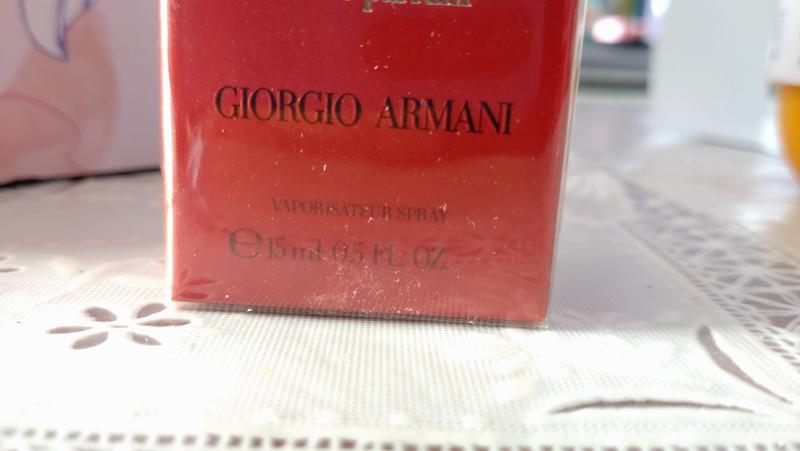 GIORGIO ARMANI
VAPORISATEUR SPRAY
℮ 15 ml 0.5 FL. OZ.